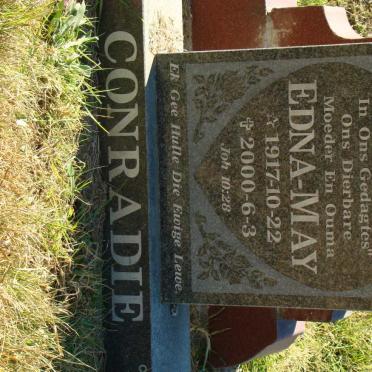 In Ons Gedagtes
Ons Dierbare
Moeder En Ouma
EDNA-MAY
☆ 1917-10-22
✞ 2000-6-3
Joh 10:28
Ek Gee Hulle Die Ewige Lewe.
CONRADIE